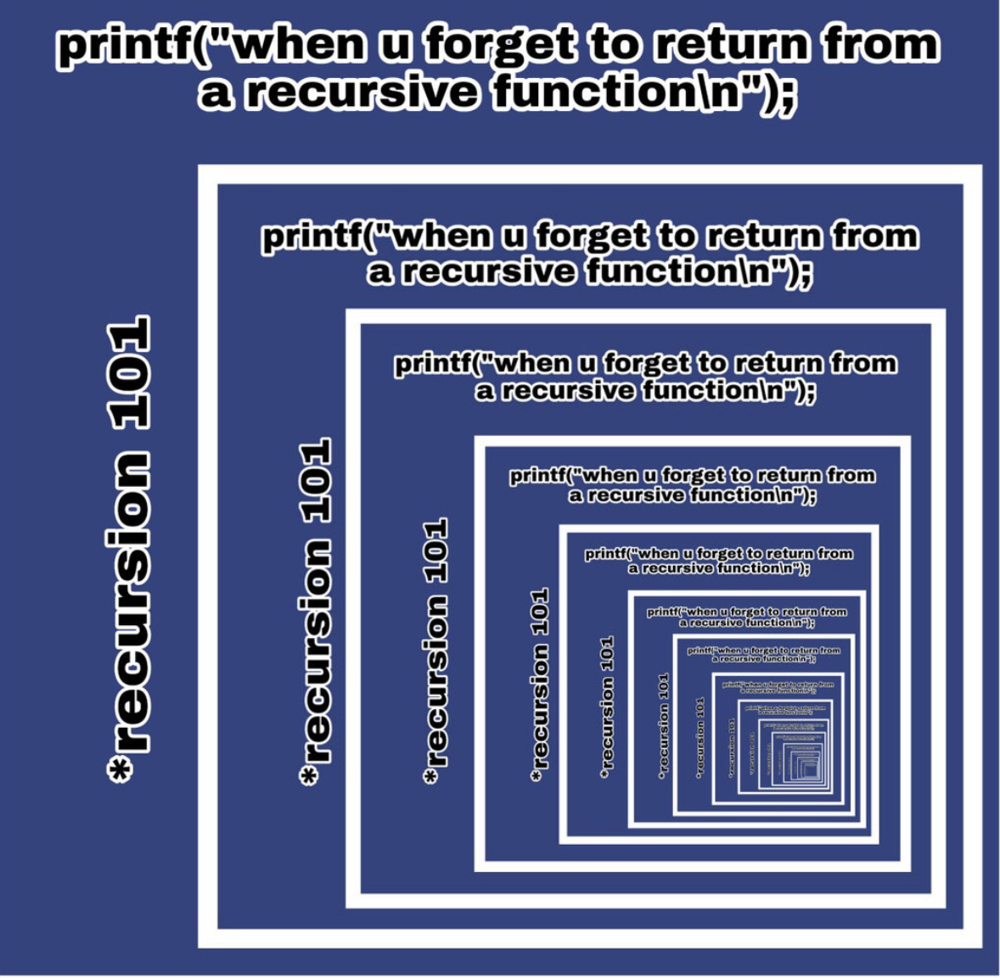 printf("when u forget to return from
a recursive function\n");
*recursion 101
printf("when u forget to return from
a recursive function\n");
*recursion 101
printf("when u forget to return from
a recursive function\n");
*recursion 101
printf("when u forget to return from
a recursive function\n");
*recursion 101
printf("when u forget to return from
a recursive function\n");
*recursion 101
printf("when u forget to return from
a recursive function\n");
*recursion 101
printf("when u forget to return from
a recursive function\n");
*recursion 101
printf("when u forget to return from
a recursive function\n");
*recursion 101